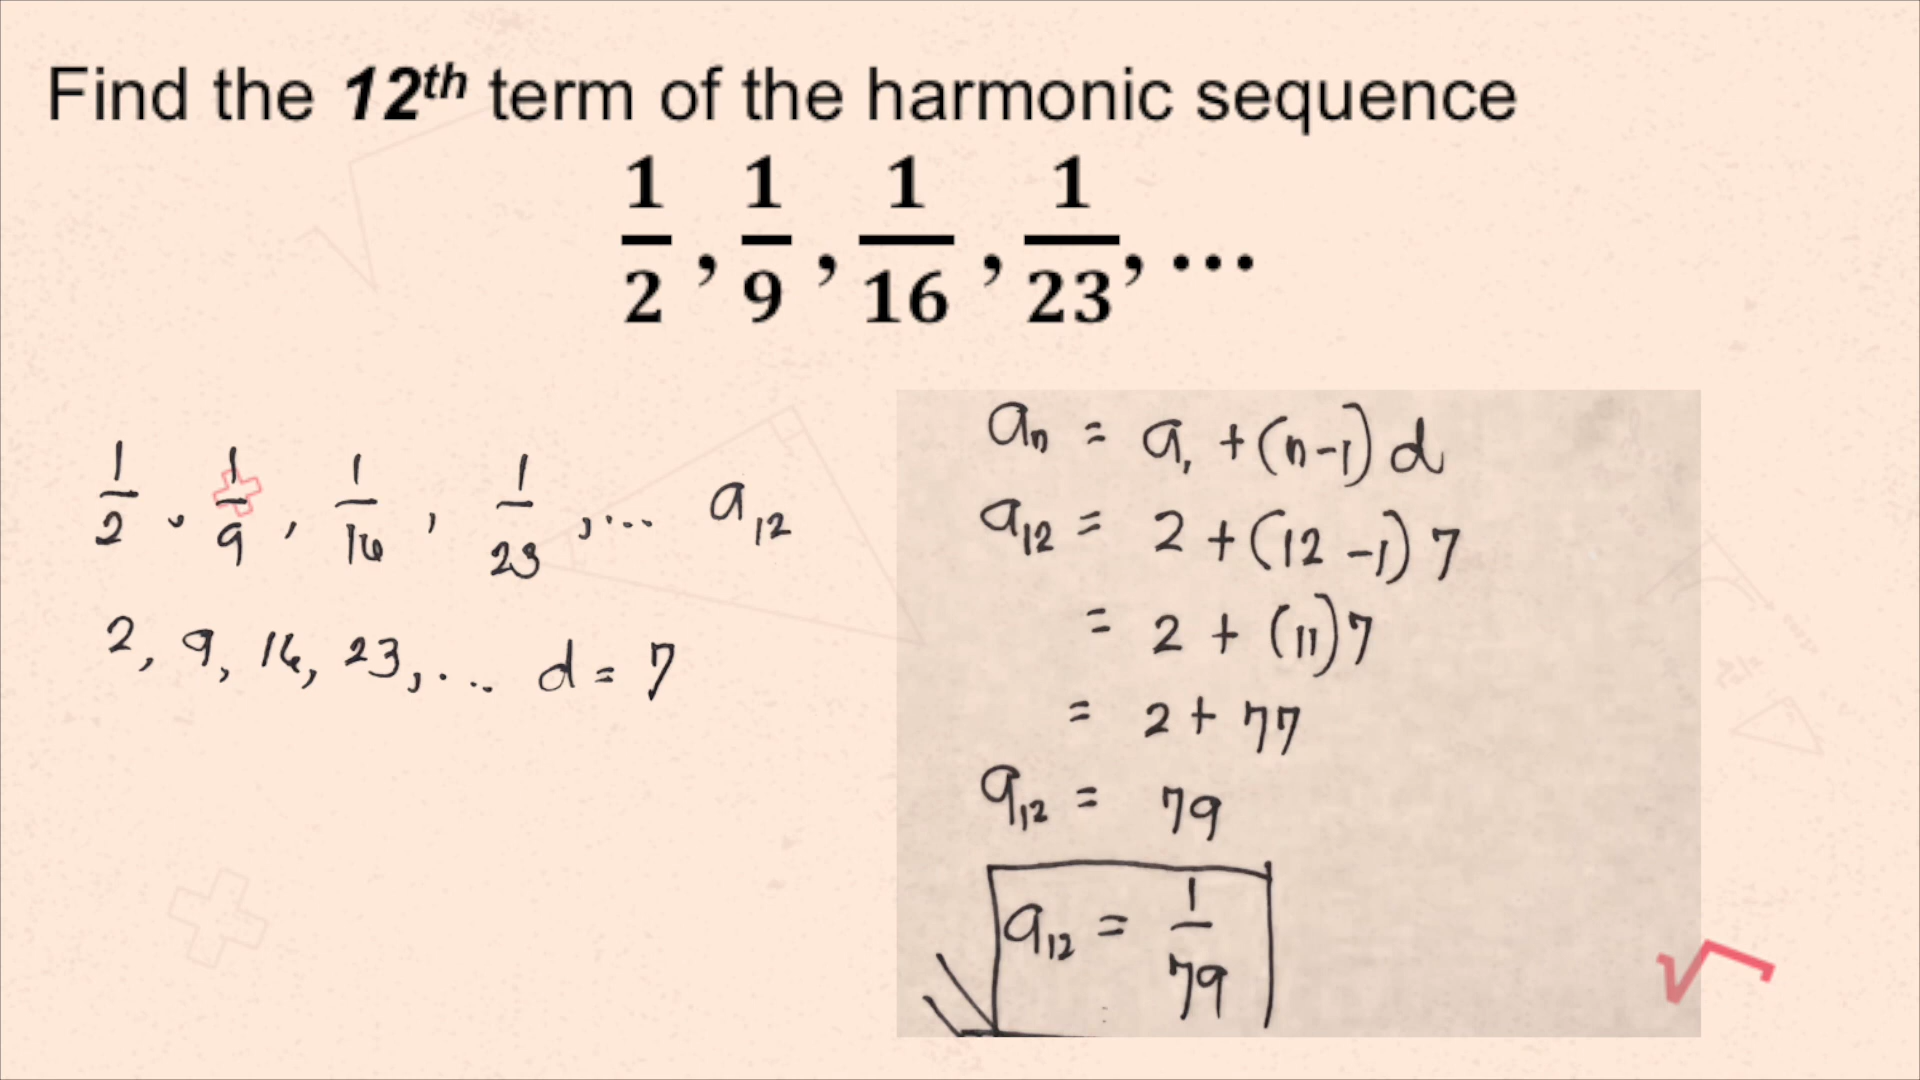 Find the 12th term of the harmonic sequence
1/2, 1/9, 1/16, 1/23, ...
1/2, 1/9, 1/16, 1/23, ... a12
2, 9, 16, 23, ... d = 7
an = a1 + (n-1) d
a12 = 2 + (12-1) 7
= 2 + (11) 7
= 2 + 77
a12 = 79
a12 = 1/79